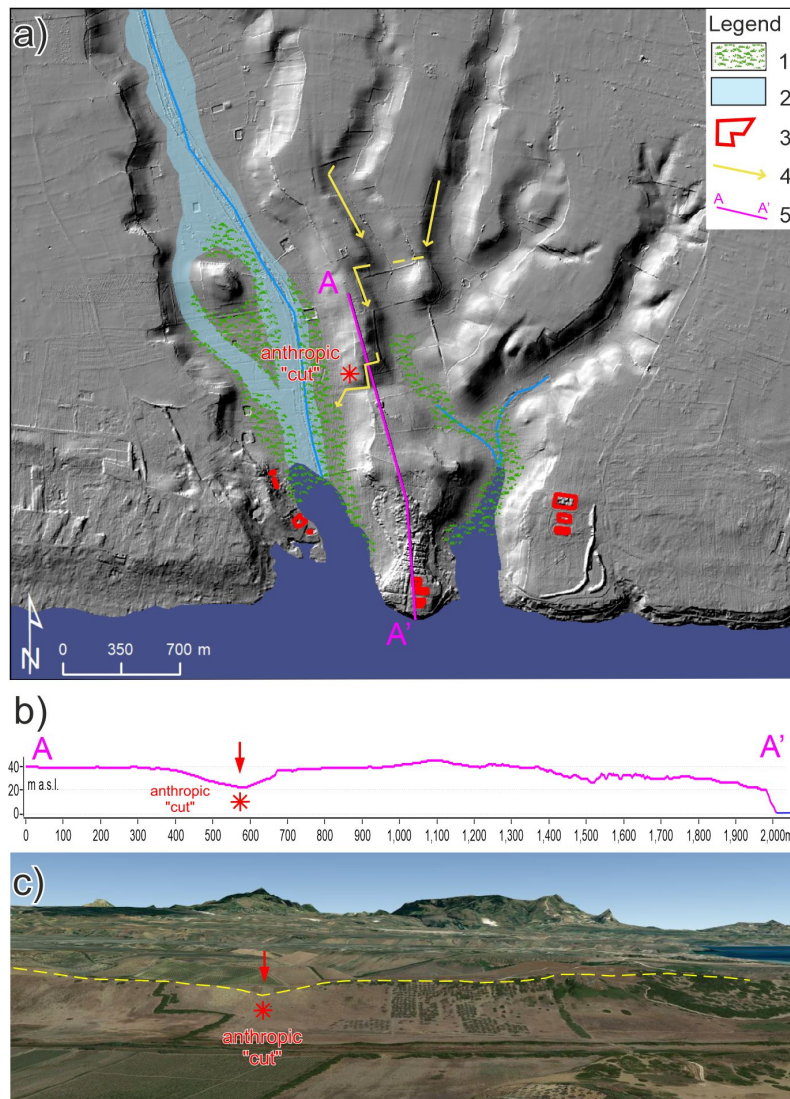 a)
Legend
1
2
3
A A' 
4
5
A
anthropic
"cut"
A'
N
0 350 700 m
b)
A
A'
40
m a.s.l.
20
0
anthropic
"cut"
0 100 200 300 400 500 600 700 800 900 1,000 1,100 1,200 1,300 1,400 1,500 1,600 1,700 1,800 1,900 2,000m
c)
anthropic
"cut"